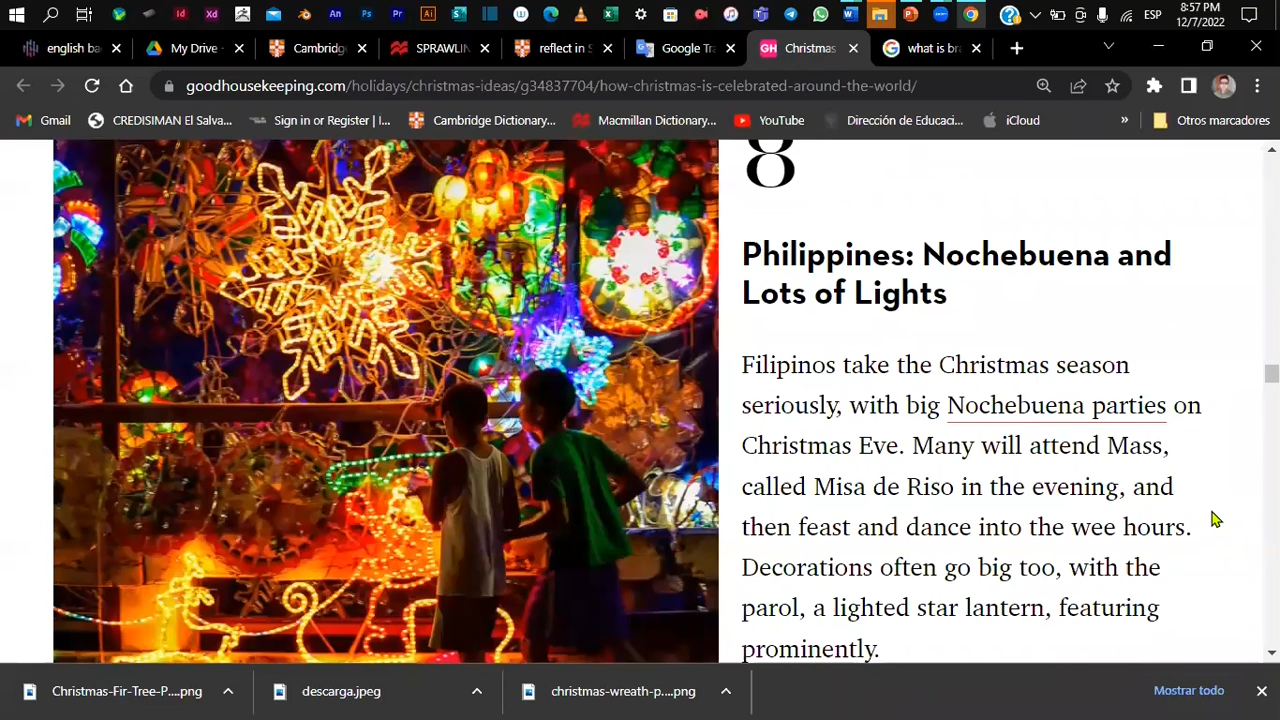 8:57 PM
ESP
12/7/2022
english ba
My Drive -
Cambridg
SPRAWLIN
reflect in S
Google Tra
Christmas
what is bra
goodhousekeeping.com/holidays/christmas-ideas/g34837704/how-christmas-is-celebrated-around-the-world/
Gmail
CREDISIMAN El Salva...
Sign in or Register | I...
Cambridge Dictionary...
Macmillan Dictionary...
YouTube
Dirección de Educaci...
iCloud
»
Otros marcadores
8
Philippines: Nochebuena and
Lots of Lights
Filipinos take the Christmas season
seriously, with big Nochebuena parties on
Christmas Eve. Many will attend Mass,
called Misa de Riso in the evening, and
then feast and dance into the wee hours.
Decorations often go big too, with the
parol, a lighted star lantern, featuring
prominently.
Christmas-Fir-Tree-P....png
descarga.jpeg
christmas-wreath-p....png
Mostrar todo